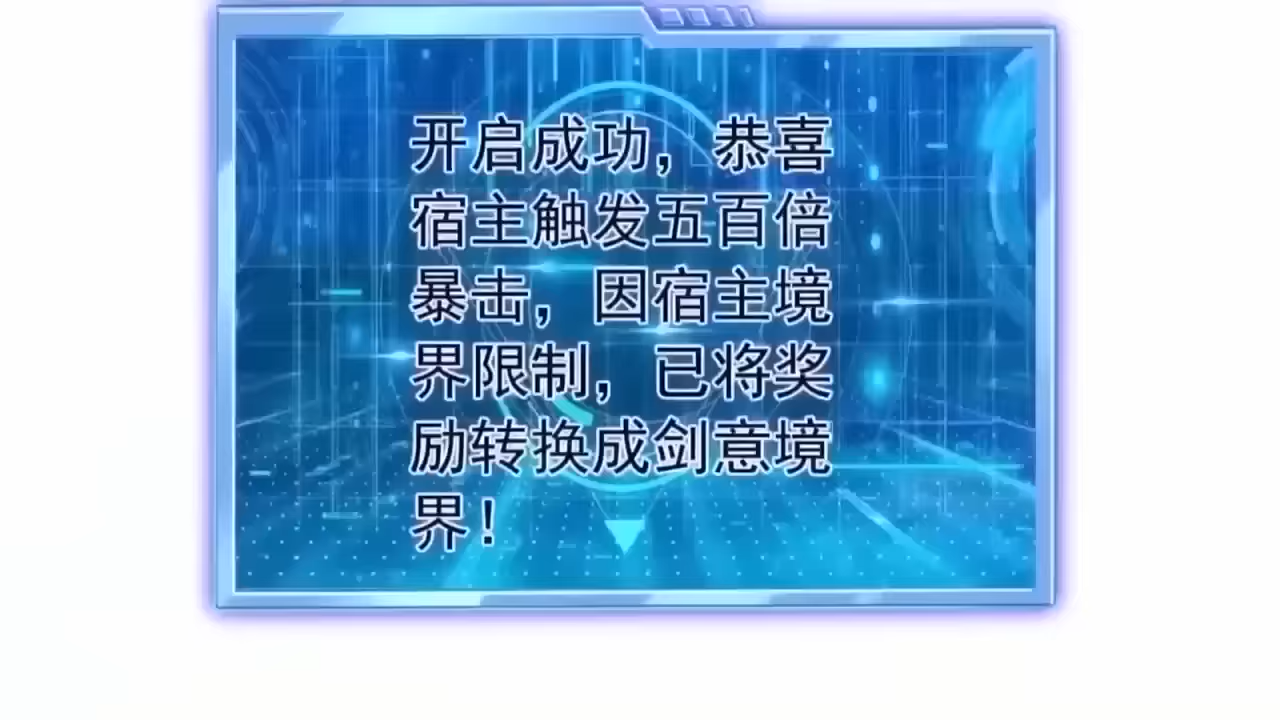 开启成功，恭喜
宿主触发五百倍
暴击，因宿主境
界限制，已将奖
励转换成剑意境
界！